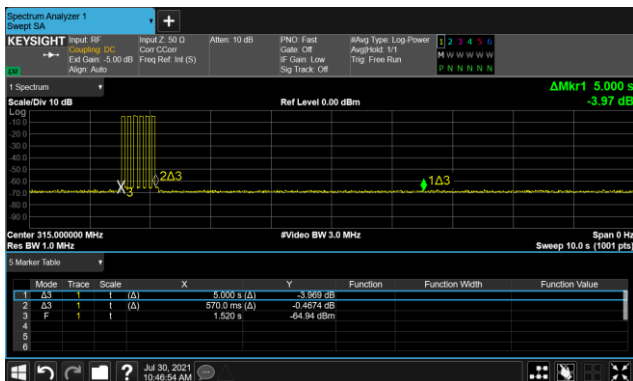 Spectrum Analyzer 1
Swept SA
KEYSIGHT Input: RF Input Z: 50 Ω Atten: 10 dB PNO: Fast #Avg Type: Log-Power 1 2 3 4 5 6
Coupling: DC Corr CCorr Gate: Off Avg|Hold: 1/1 M W W W W W
Ext Gain: -5.00 dB Freq Ref: Int (S) IF Gain: Low Trig: Free Run
Align: Auto Sig Track: Off P N N N N N
1 Spectrum
ΔMkr1 5.000 s
Scale/Div 10 dB Ref Level 0.00 dBm -3.97 dB
Log
-10.0
-20.0
-30.0
-40.0
-50.0
-60.0
-70.0
-80.0
-90.0
2Δ3
1Δ3
3
Center 315.000000 MHz #Video BW 3.0 MHz Span 0 Hz
Res BW 1.0 MHz Sweep 10.0 s (1001 pts)
5 Marker Table
Mode Trace Scale X Y Function Function Width Function Value
1 Δ3 1 t (Δ) 5.000 s (Δ) -3.969 dB
2 Δ3 1 t (Δ) 570.0 ms (Δ) -0.4674 dB
3 F 1 t 1.520 s -64.94 dBm
4
5
6
Jul 30, 2021
10:46:54 AM